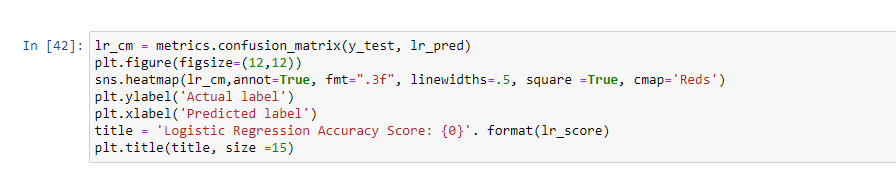 In [42]: lr_cm = metrics.confusion_matrix(y_test, lr_pred)
plt.figure(figsize=(12,12))
sns.heatmap(lr_cm,annot=True, fmt=".3f", linewidths=.5, square =True, cmap='Reds')
plt.ylabel('Actual label')
plt.xlabel('Predicted label')
title = 'Logistic Regression Accuracy Score: {0}'. format(lr_score)
plt.title(title, size =15)